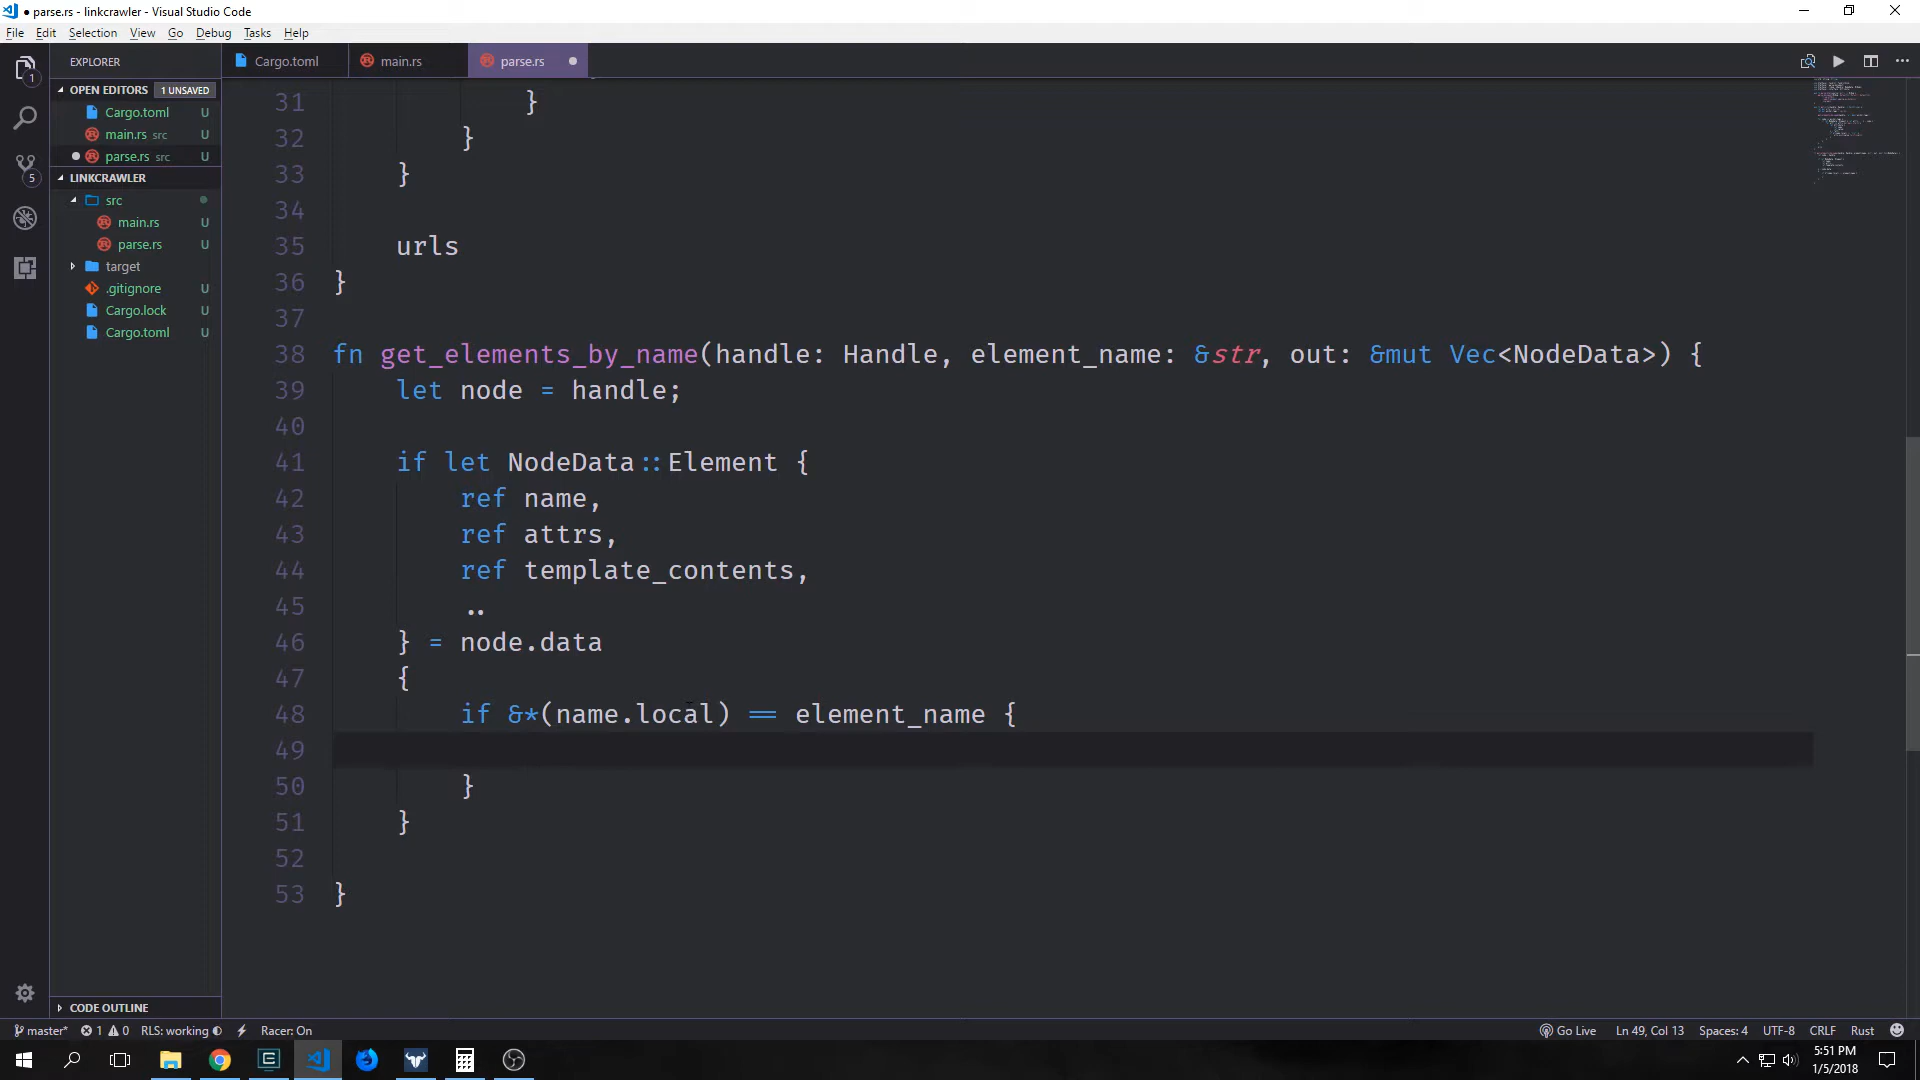 parse.rs - linkcrawler - Visual Studio Code
File Edit Selection View Go Debug Tasks Help
EXPLORER
OPEN EDITORS 1 UNSAVED
Cargo.toml U
main.rs src U
parse.rs src U
LINKCRAWLER
src
main.rs U
parse.rs U
target
.gitignore U
Cargo.lock U
Cargo.toml U
CODE OUTLINE
1
5
Cargo.toml main.rs parse.rs
31 }
32 }
33 }
34
35 urls
36 }
37
38 fn get_elements_by_name(handle: Handle, element_name: &str, out: &mut Vec<NodeData>) {
39 let node = handle;
40
41 if let NodeData::Element {
42 ref name,
43 ref attrs,
44 ref template_contents,
45 ..
46 } = node.data
47 {
48 if &*(name.local) == element_name {
49
50 }
51 }
52
53 }
master* 1 0 RLS: working Racer: On Go Live Ln 49, Col 13 Spaces: 4 UTF-8 CRLF Rust
5:51 PM
1/5/2018